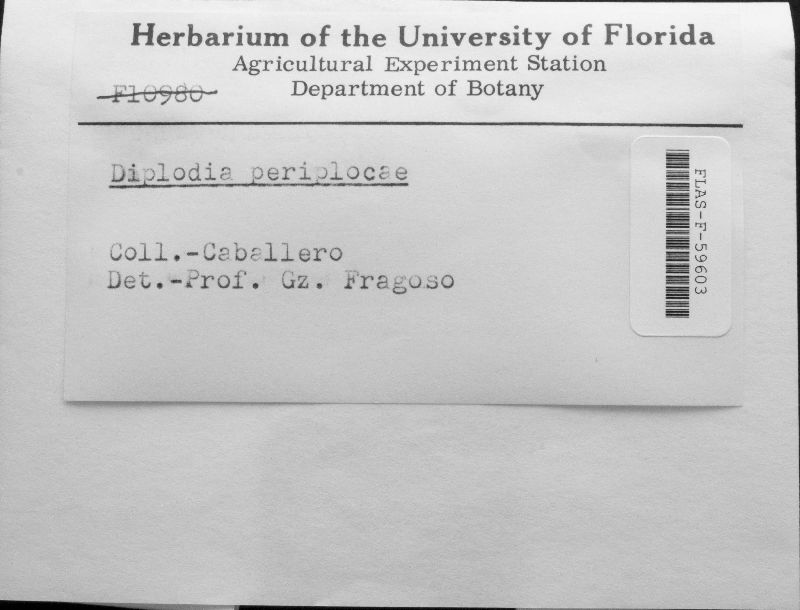 Herbarium of the University of Florida
Agricultural Experiment Station
Department of Botany
F10980
Diplodia periplocae
Coll.-Caballero
Det.-Prof. Gz. Fragoso
FLAS-F-59603